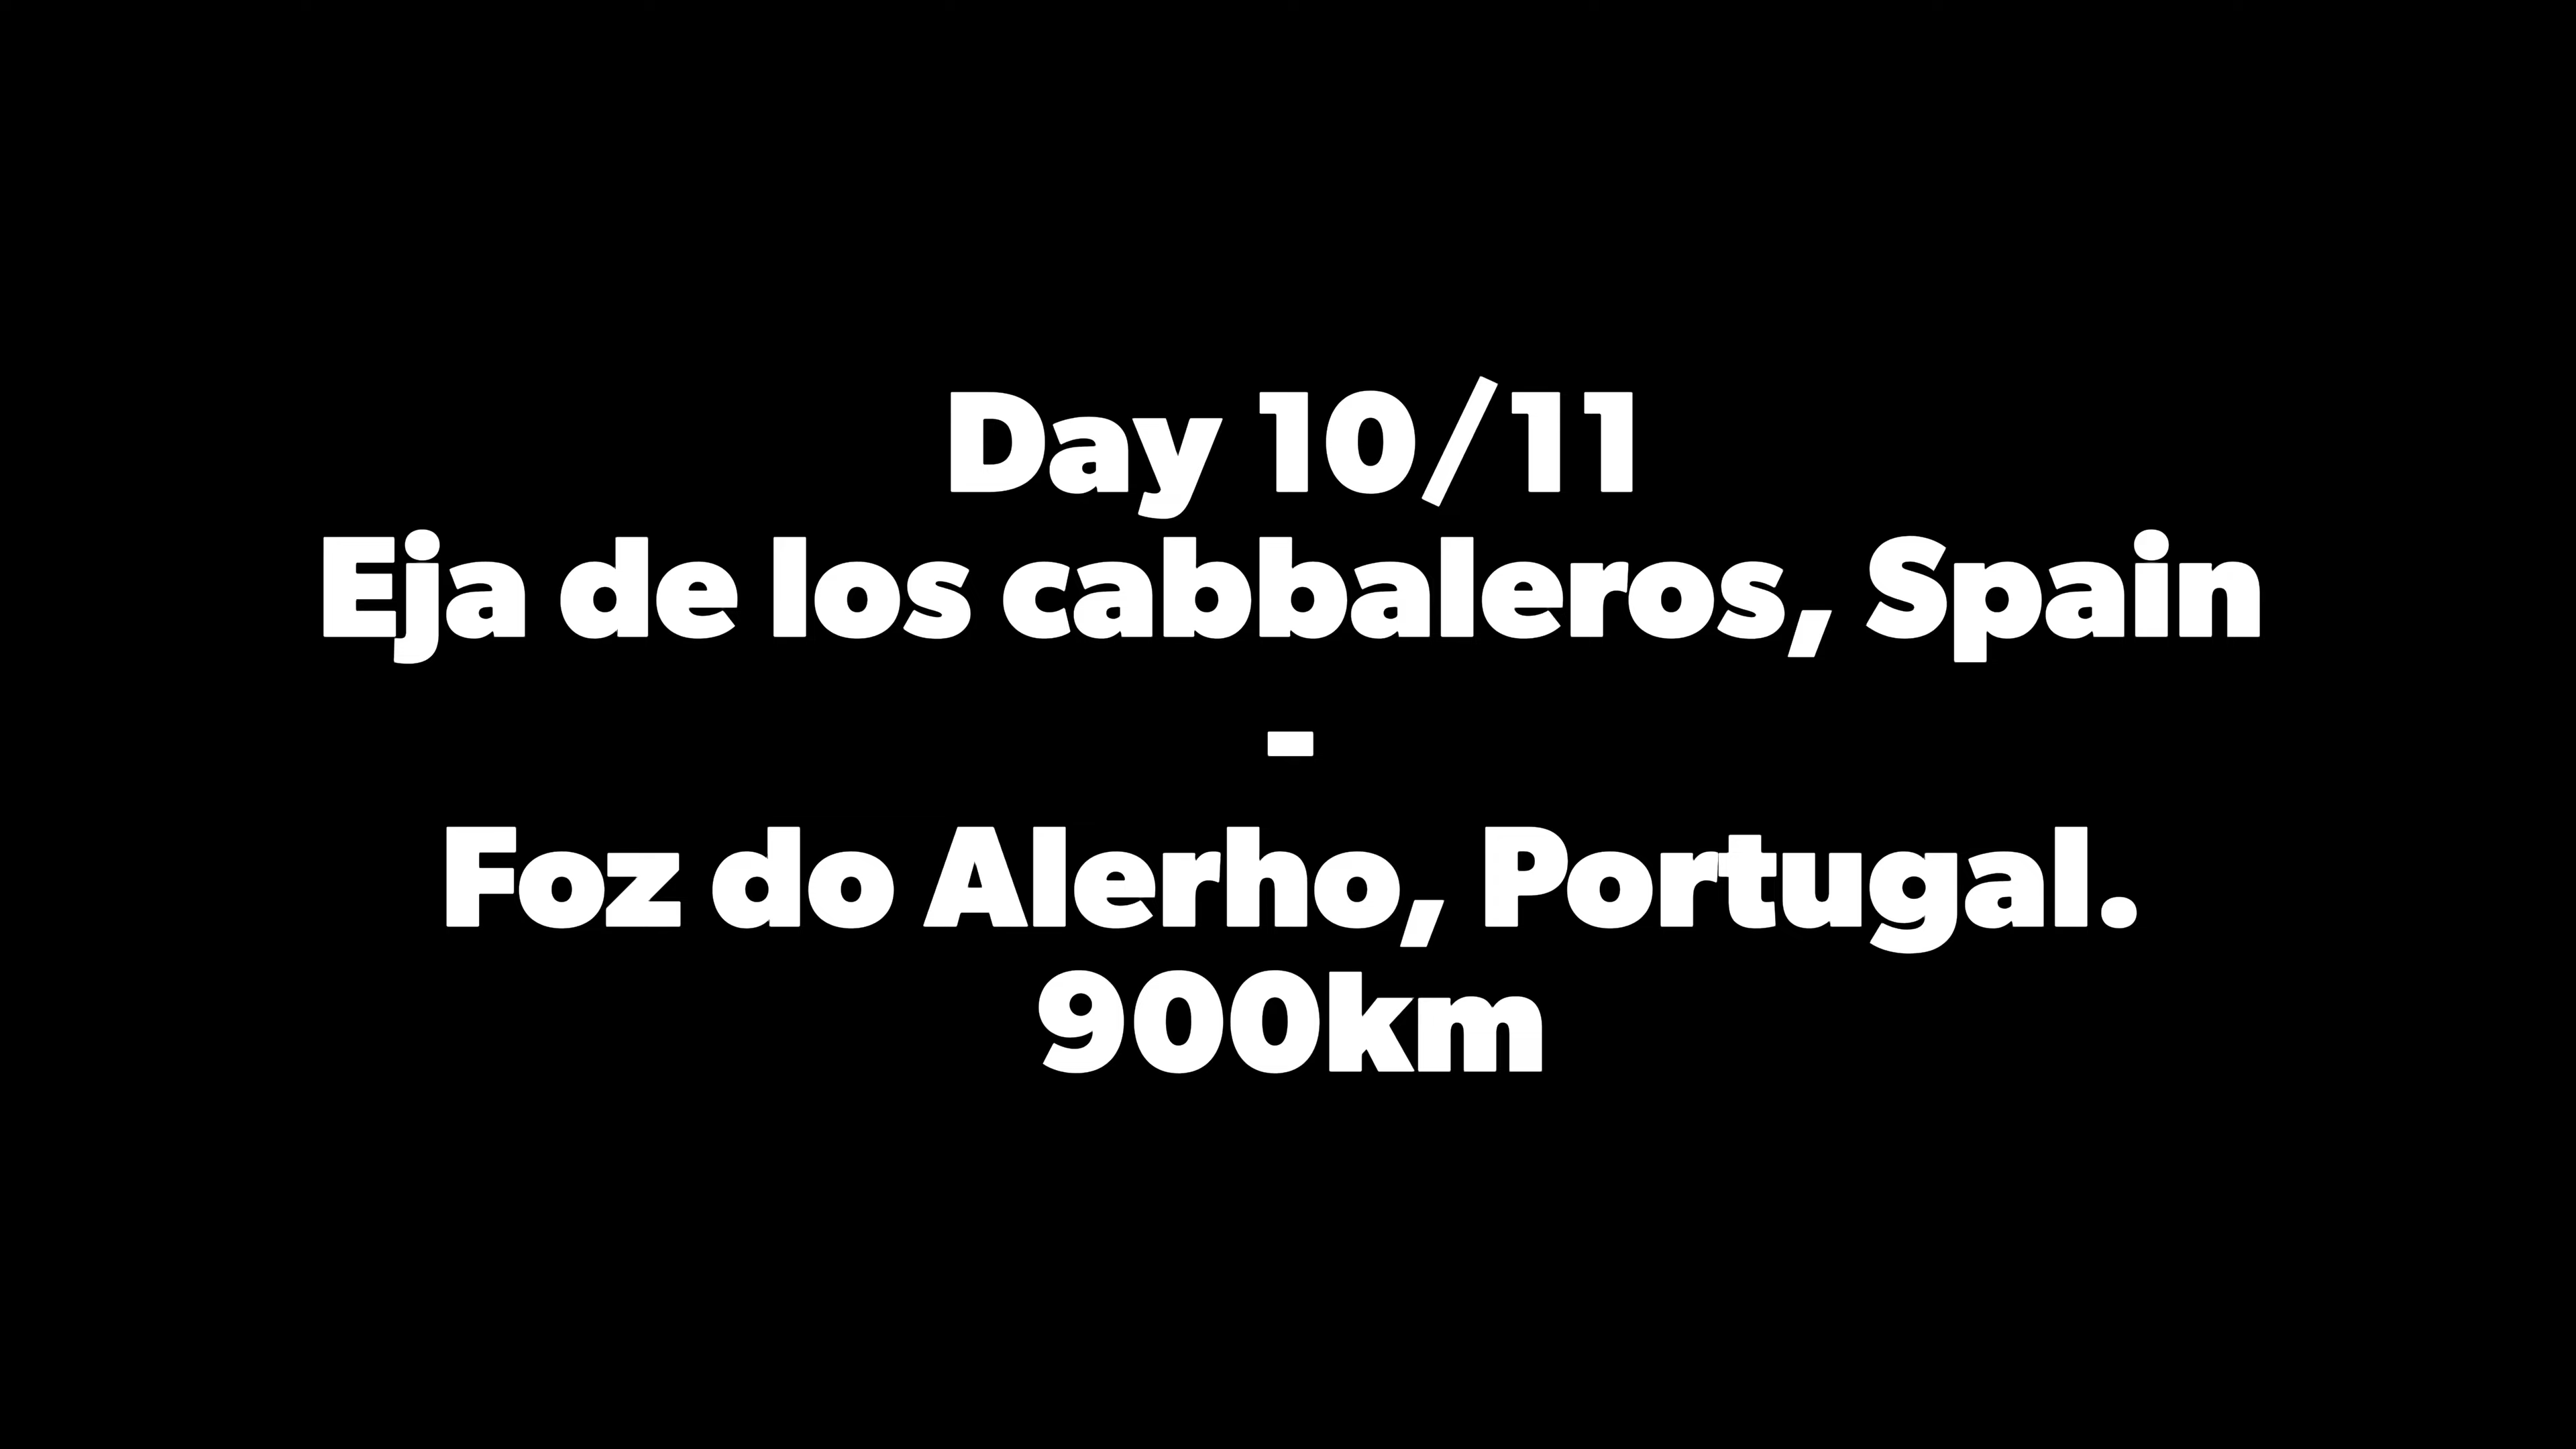 Day 10/11
Eja de los cabbaleros, Spain
-
Foz do Alerho, Portugal.
900km